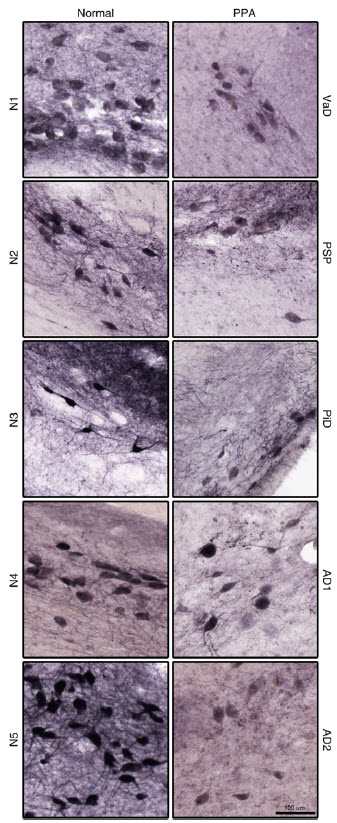 Normal PPA
N1 VaD
N2 PSP
N3 PiD
N4 AD1
N5 AD2
100 um